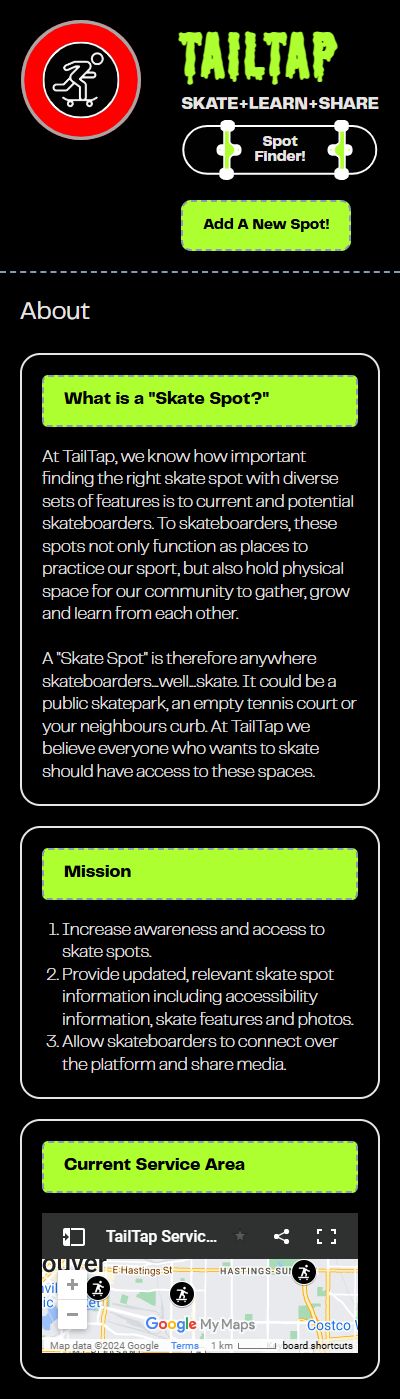 TAILTAP
SKATE+LEARN+SHARE
Spot
Finder!
Add A New Spot!
About
What is a "Skate Spot?"
At TailTap, we know how important
finding the right skate spot with diverse
sets of features is to current and potential
skateboarders. To skateboarders, these
spots not only function as places to
practice our sport, but also hold physical
space for our community to gather, grow
and learn from each other.
A "Skate Spot" is therefore anywhere
skateboarders...well...skate. It could be a
public skatepark, an empty tennis court or
your neighbours curb. At TailTap we
believe everyone who wants to skate
should have access to these spaces.
Mission
1. Increase awareness and access to
skate spots.
2. Provide updated, relevant skate spot
information including accessibility
information, skate features and photos.
3. Allow skateboarders to connect over
the platform and share media.
Current Service Area
TailTap Servic...
ouver
E Hastings St
HASTINGS-SUN
+
−
Costco
Google My Maps
Map data ©2024 Google
Terms
1 km
board shortcuts